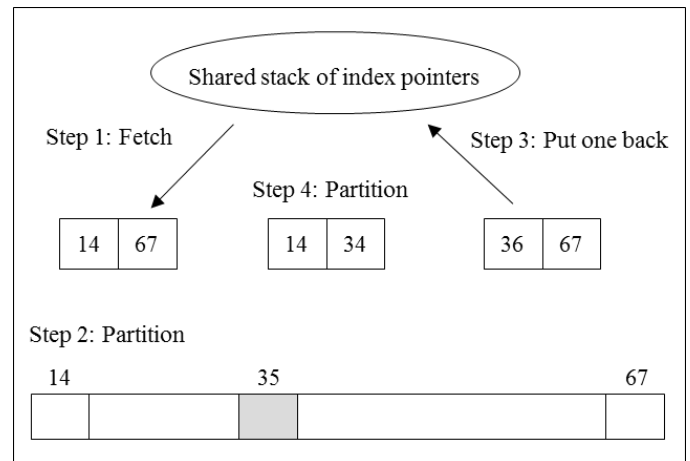 Shared stack of index pointers
Step 1: Fetch
Step 3: Put one back
Step 4: Partition
14 67
14 34
36 67
Step 2: Partition
14 35 67